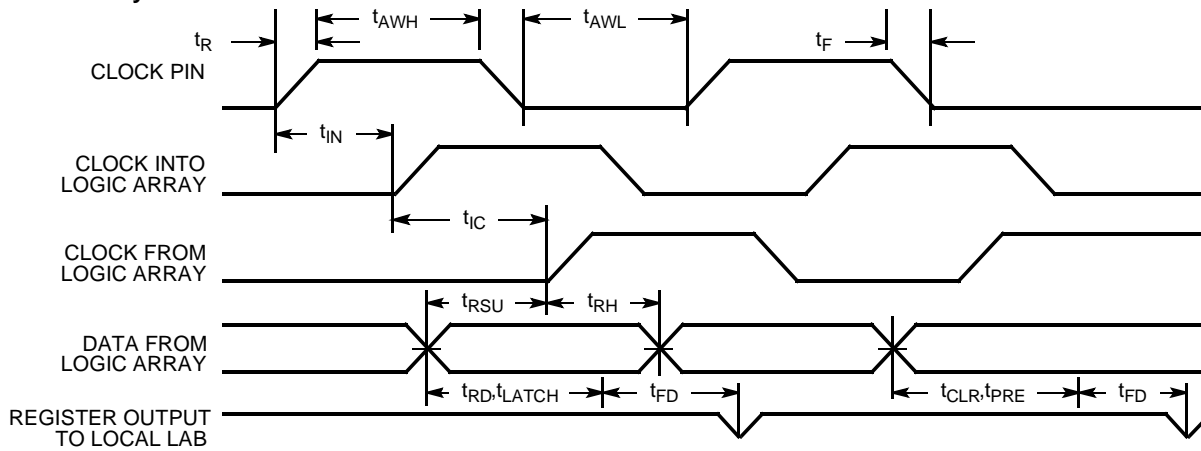 tAWH
tAWL
tR
tF
CLOCK PIN
tIN
CLOCK INTO
LOGIC ARRAY
tIC
CLOCK FROM
LOGIC ARRAY
tRSU
tRH
DATA FROM
LOGIC ARRAY
tRD,tLATCH
tFD
tCLR,tPRE
tFD
REGISTER OUTPUT
TO LOCAL LAB